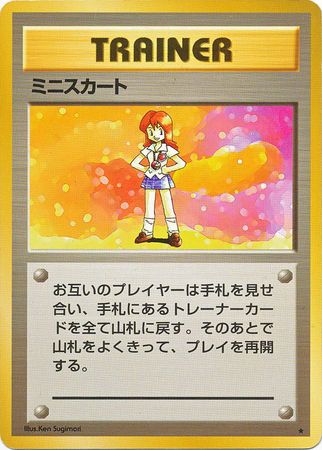 TRAINER
ミニスカート
お互いのプレイヤーは手札を見せ
合い、手札にあるトレーナーカー
ドを全て山札に戻す。そのあとで
山札をよくきって、プレイを再開
する。
Illus.Ken Sugimori
★